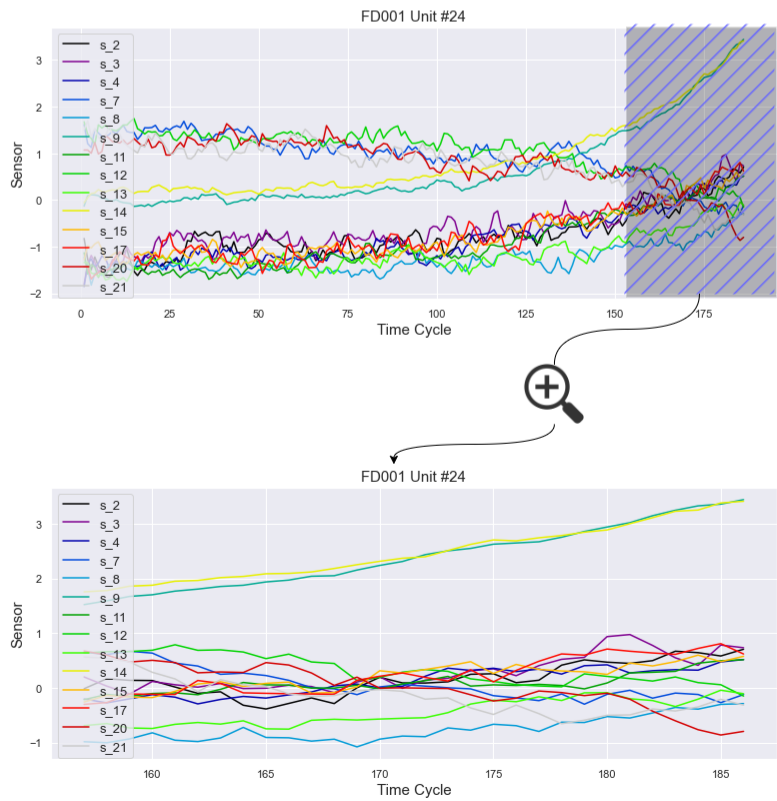 FD001 Unit #24
s_2
s_3
s_4
s_7
s_8
s_9
s_11
s_12
s_13
s_14
s_15
s_17
s_20
s_21
3
2
1
0
−1
−2
Sensor
0 25 50 75 100 125 150 175
Time Cycle
FD001 Unit #24
s_2
s_3
s_4
s_7
s_8
s_9
s_11
s_12
s_13
s_14
s_15
s_17
s_20
s_21
3
2
1
0
−1
Sensor
160 165 170 175 180 185
Time Cycle